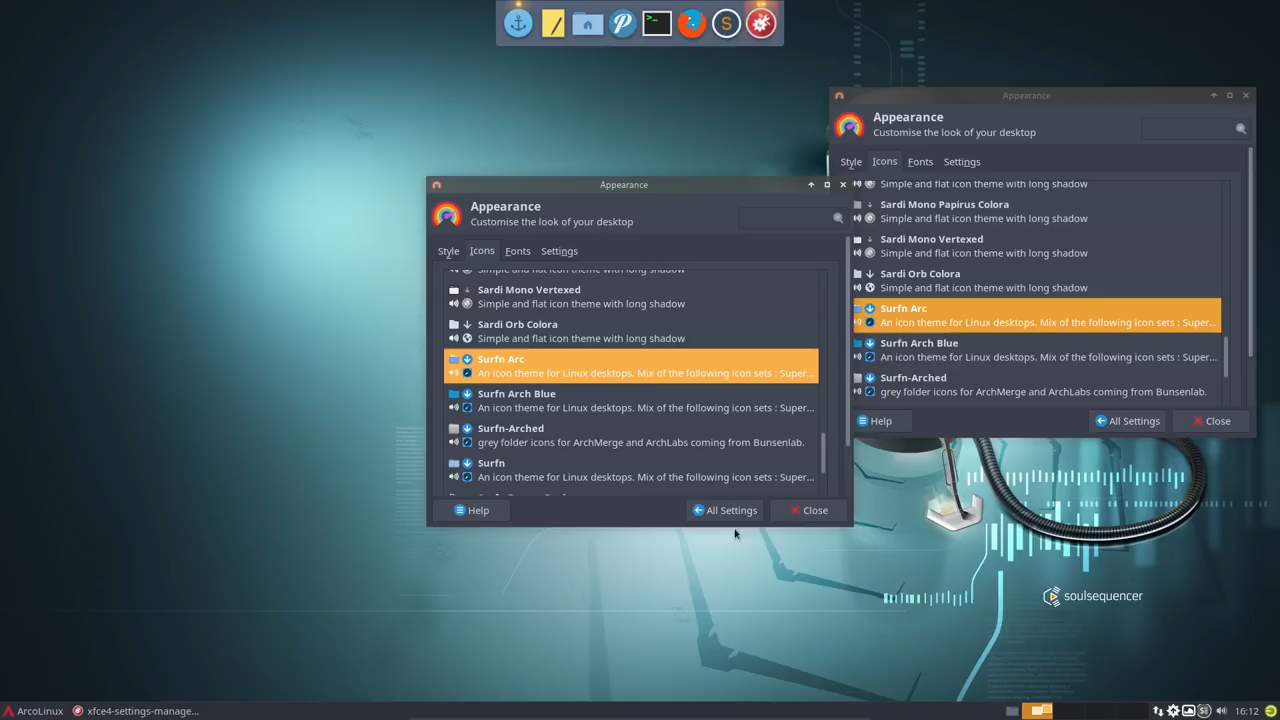 S
Appearance
Appearance
Customise the look of your desktop
Style Icons Fonts Settings
Simple and flat icon theme with long shadow
Sardi Mono Papirus Colora
Simple and flat icon theme with long shadow
Sardi Mono Vertexed
Simple and flat icon theme with long shadow
Sardi Orb Colora
Simple and flat icon theme with long shadow
Surfn Arc
An icon theme for Linux desktops. Mix of the following icon sets : Super...
Surfn Arch Blue
An icon theme for Linux desktops. Mix of the following icon sets : Super...
Surfn-Arched
grey folder icons for ArchMerge and ArchLabs coming from Bunsenlab.
Help All Settings Close
Appearance
Appearance
Customise the look of your desktop
Style Icons Fonts Settings
Simple and flat icon theme with long shadow
Sardi Mono Vertexed
Simple and flat icon theme with long shadow
Sardi Orb Colora
Simple and flat icon theme with long shadow
Surfn Arc
An icon theme for Linux desktops. Mix of the following icon sets : Super...
Surfn Arch Blue
An icon theme for Linux desktops. Mix of the following icon sets : Super...
Surfn-Arched
grey folder icons for ArchMerge and ArchLabs coming from Bunsenlab.
Surfn
An icon theme for Linux desktops. Mix of the following icon sets : Super...
Help All Settings Close
soulsequencer
ArcoLinux xfce4-settings-manage... 16:12